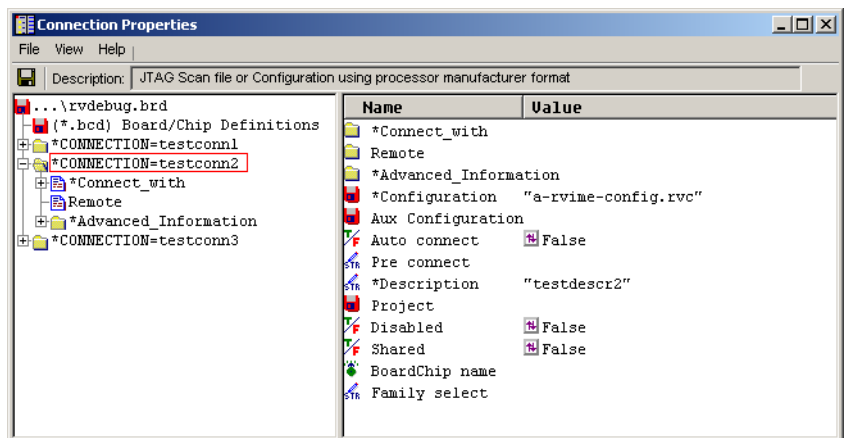 Connection Properties
File View Help
Description: JTAG Scan file or Configuration using processor manufacturer format
...\rvdebug.brd
(*.bcd) Board/Chip Definitions
*CONNECTION=testconn1
*CONNECTION=testconn2
*Connect_with
Remote
*Advanced_Information
*CONNECTION=testconn3
Name Value
*Connect_with
Remote
*Advanced_Information
*Configuration "a-rvime-config.rvc"
Aux Configuration
T/F Auto connect False
STR Pre connect
STR *Description "testdescr2"
Project
T/F Disabled False
T/F Shared False
BoardChip name
STR Family select